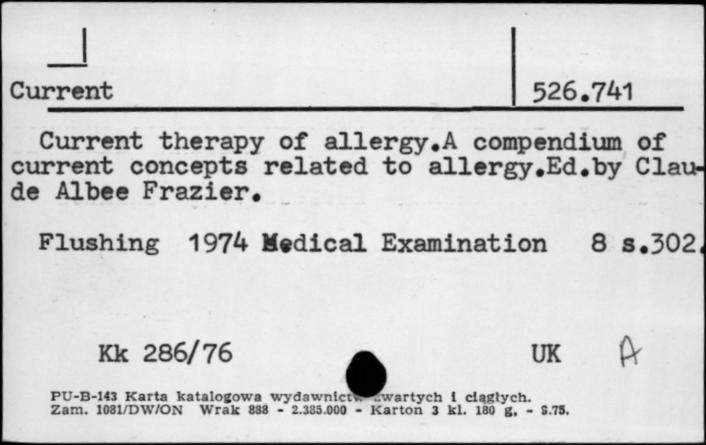 Current 526.741
Current therapy of allergy.A compendium of
current concepts related to allergy.Ed.by Clau-
de Albee Frazier.
Flushing 1974 Medical Examination 8 s.302.
Kk 286/76 UK A
PU-B-143 Karta katalogowa wydawnictw zwartych i ciągłych.
Zam. 1081/DW/ON Wrak 888 - 2.385.000 - Karton 3 kl. 180 g, - S.75.